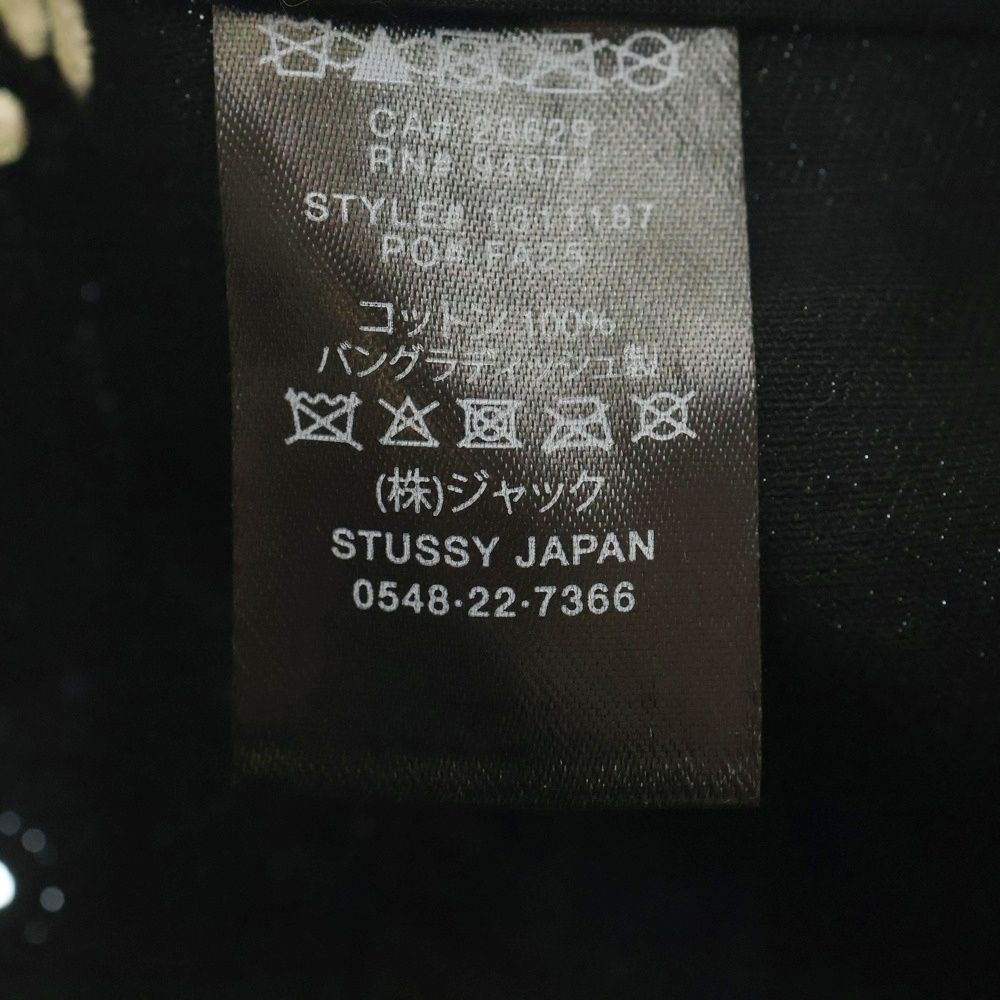 CA# 28629
RN# 94974
STYLE# 1311187
PO# FA25
コットン 100%
バングラディッシュ製
(株)ジャック
STUSSY JAPAN
0548·22·7366